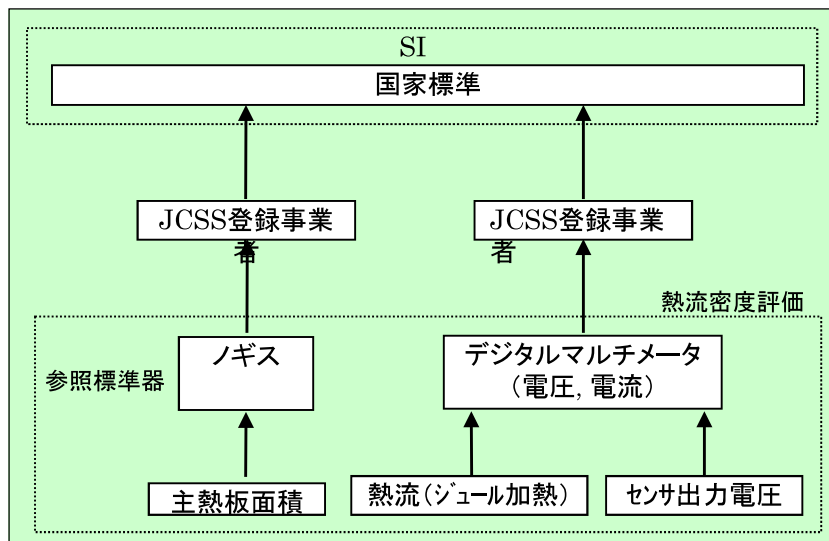 SI
国家標準
JCSS登録事業
者
JCSS登録事業
者
熱流密度評価
参照標準器
ノギス
デジタルマルチメータ
（電圧, 電流）
主熱板面積
熱流（ｼﾞｭｰﾙ加熱）
センサ出力電圧